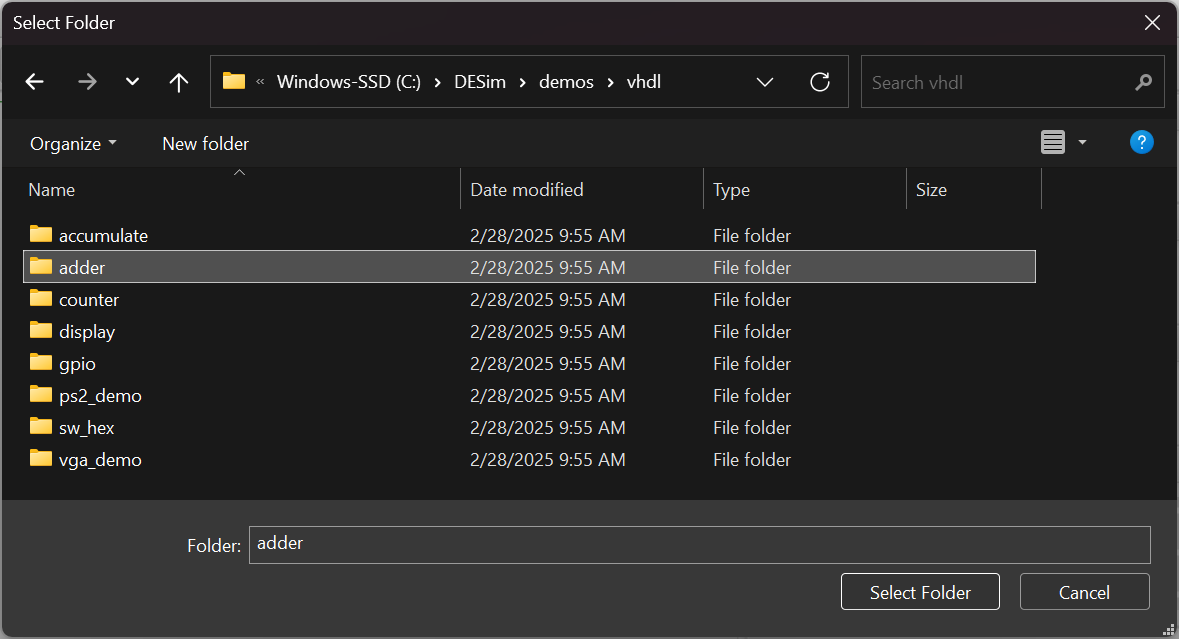 Select Folder
« Windows-SSD (C:) › DESim › demos › vhdl
Search vhdl
Organize
New folder
?
Name Date modified Type Size
accumulate 2/28/2025 9:55 AM File folder
adder 2/28/2025 9:55 AM File folder
counter 2/28/2025 9:55 AM File folder
display 2/28/2025 9:55 AM File folder
gpio 2/28/2025 9:55 AM File folder
ps2_demo 2/28/2025 9:55 AM File folder
sw_hex 2/28/2025 9:55 AM File folder
vga_demo 2/28/2025 9:55 AM File folder
Folder: adder
Select Folder Cancel